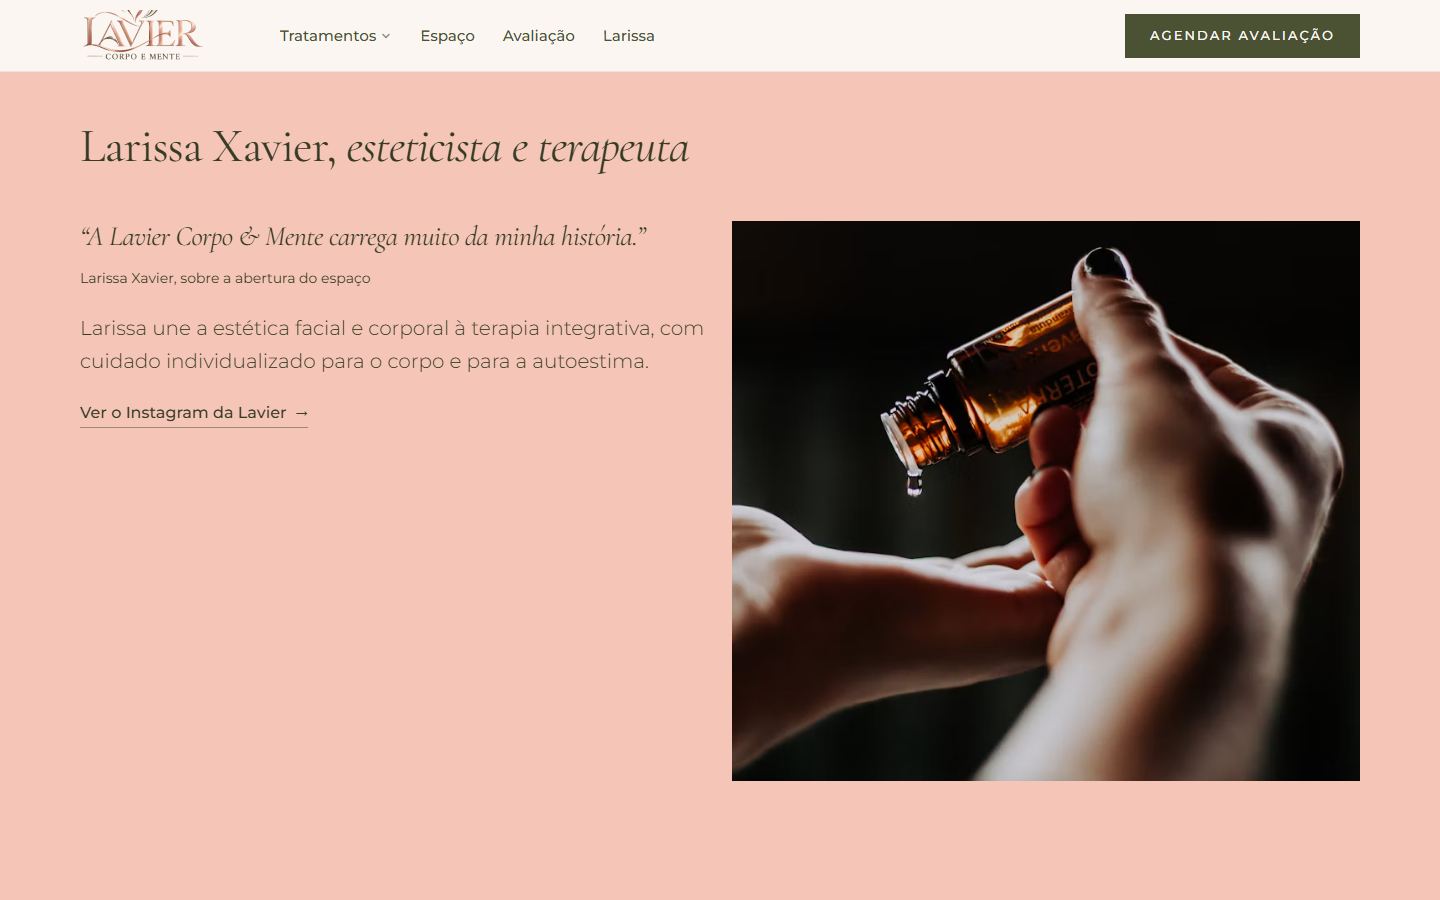 LAVIER
CORPO E MENTE
Tratamentos
Espaço
Avaliação
Larissa
AGENDAR AVALIAÇÃO
Larissa Xavier, esteticista e terapeuta
“A Lavier Corpo & Mente carrega muito da minha história.”
Larissa Xavier, sobre a abertura do espaço
Larissa une a estética facial e corporal à terapia integrativa, com
cuidado individualizado para o corpo e para a autoestima.
Ver o Instagram da Lavier →